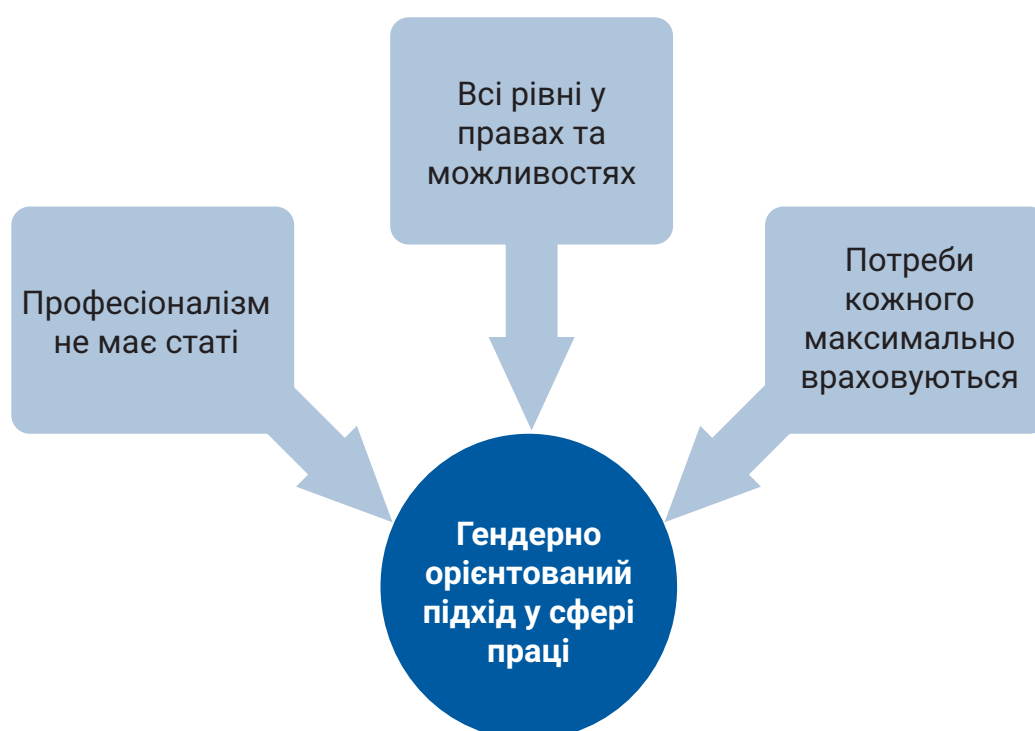 Всі рівні у
правах та
можливостях
Професіоналізм
не має статі
Потреби
кожного
максимально
враховуються
Гендерно
орієнтований
підхід у сфері
праці